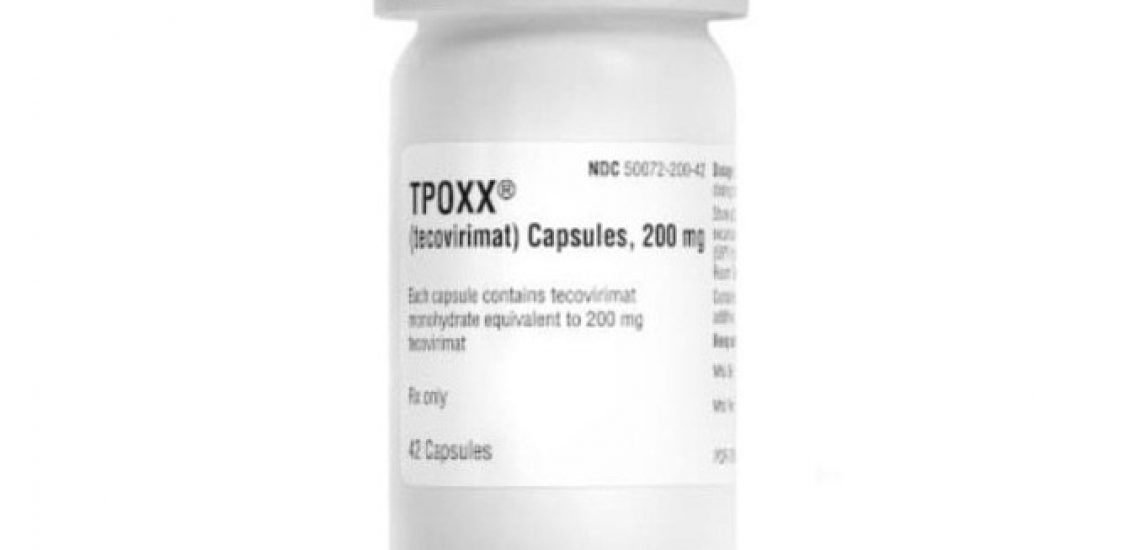 NDC 50072-200-42
TPOXX®
(tecovirimat) Capsules, 200 mg
Each capsule contains tecovirimat
monohydrate equivalent to 200 mg
tecovirimat
Rx only
42 Capsules